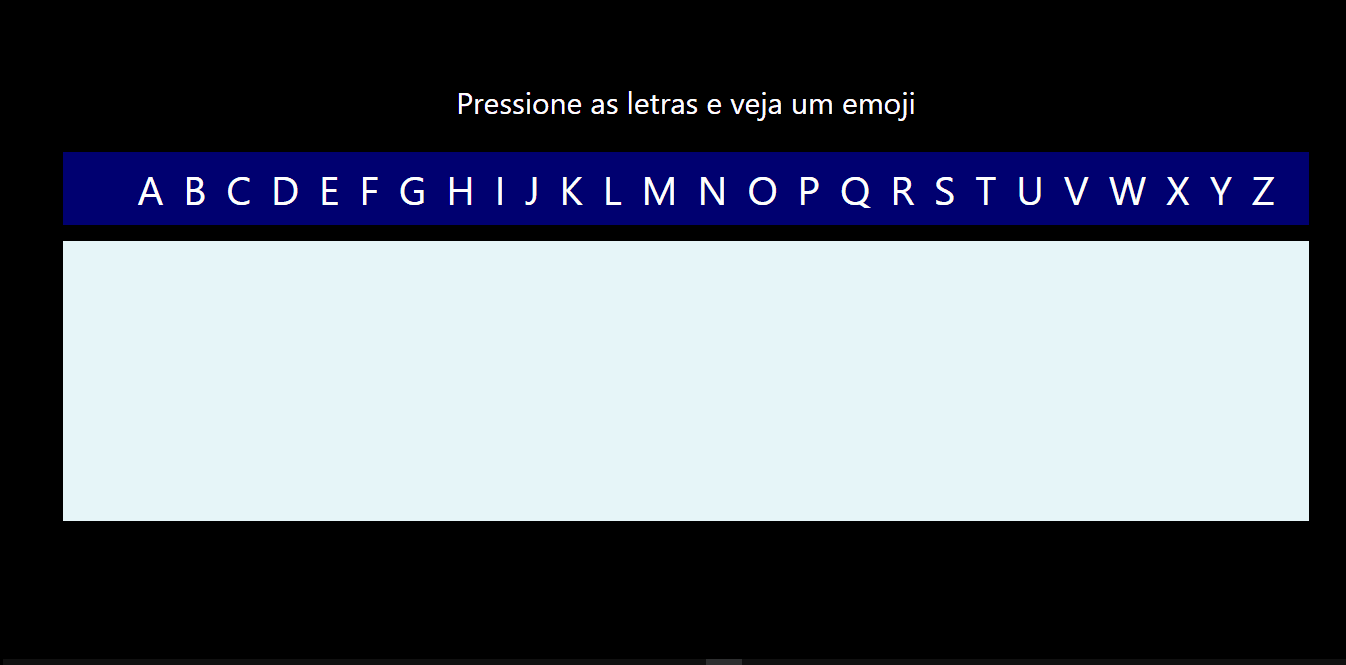 Pressione as letras e veja um emoji
A B C D E F G H I J K L M N O P Q R S T U V W X Y Z